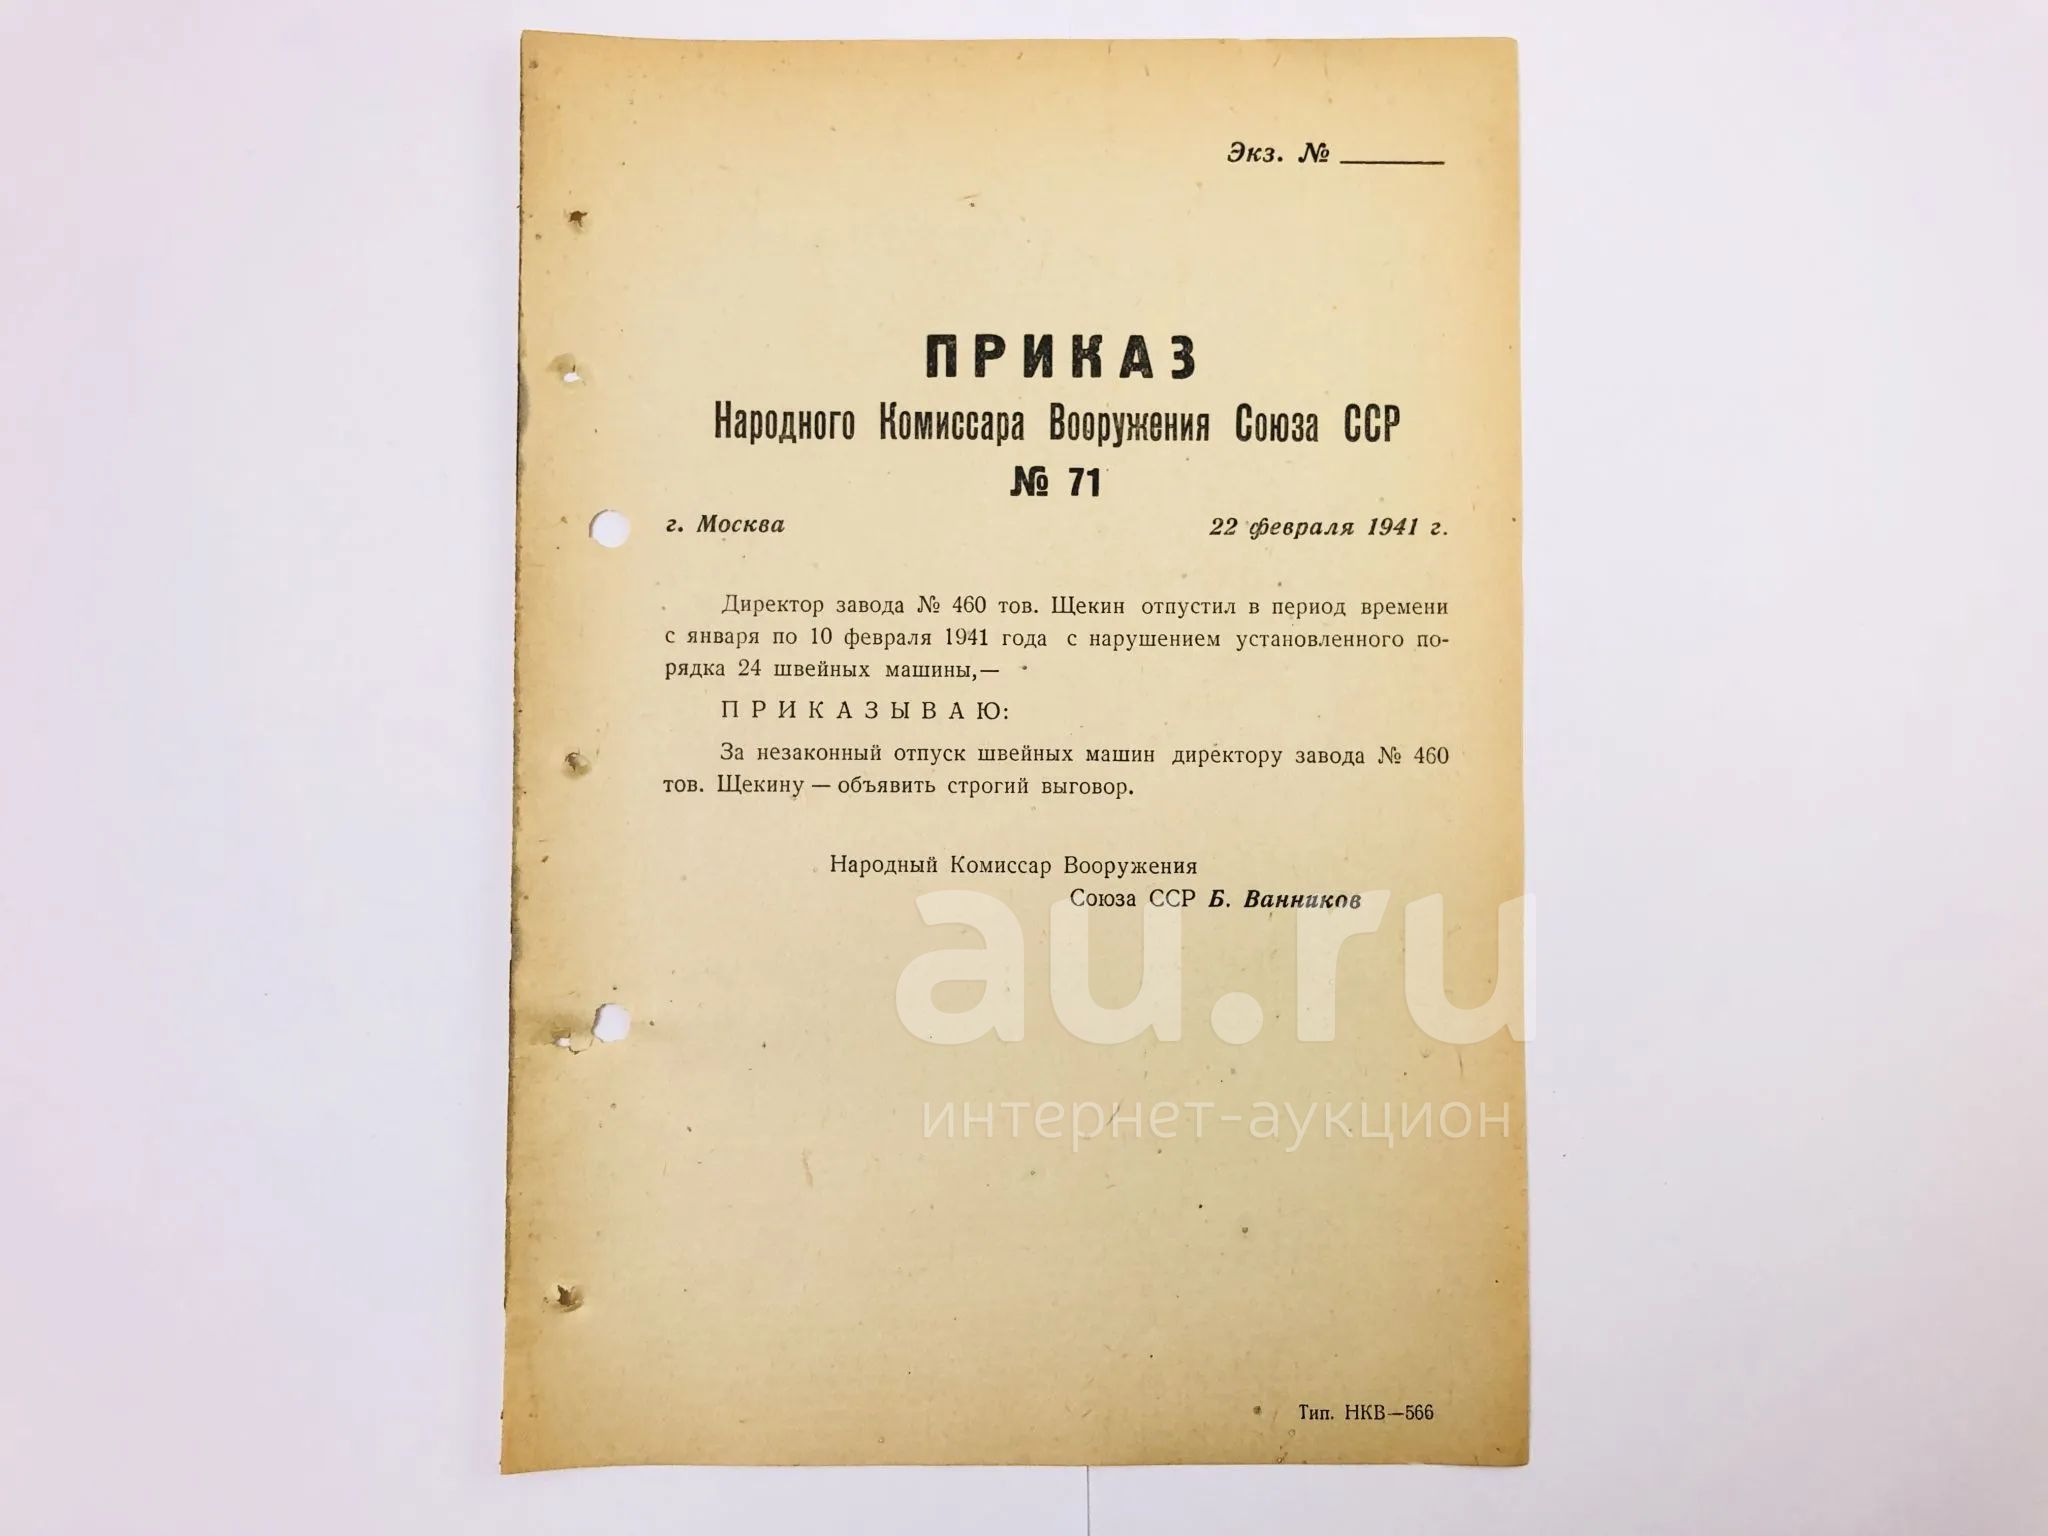 Экз. № ______
ПРИКАЗ
Народного Комиссара Вооружения Союза ССР
№ 71
г. Москва 22 февраля 1941 г.
Директор завода № 460 тов. Щекин отпустил в период времени
с января по 10 февраля 1941 года с нарушением установленного по-
рядка 24 швейных машины,—
ПРИКАЗЫВАЮ:
За незаконный отпуск швейных машин директору завода № 460
тов. Щекину — объявить строгий выговор.
Народный Комиссар Вооружения
Союза ССР Б. Ванников
au.ru
интернет-аукцион
Тип. НКВ—566